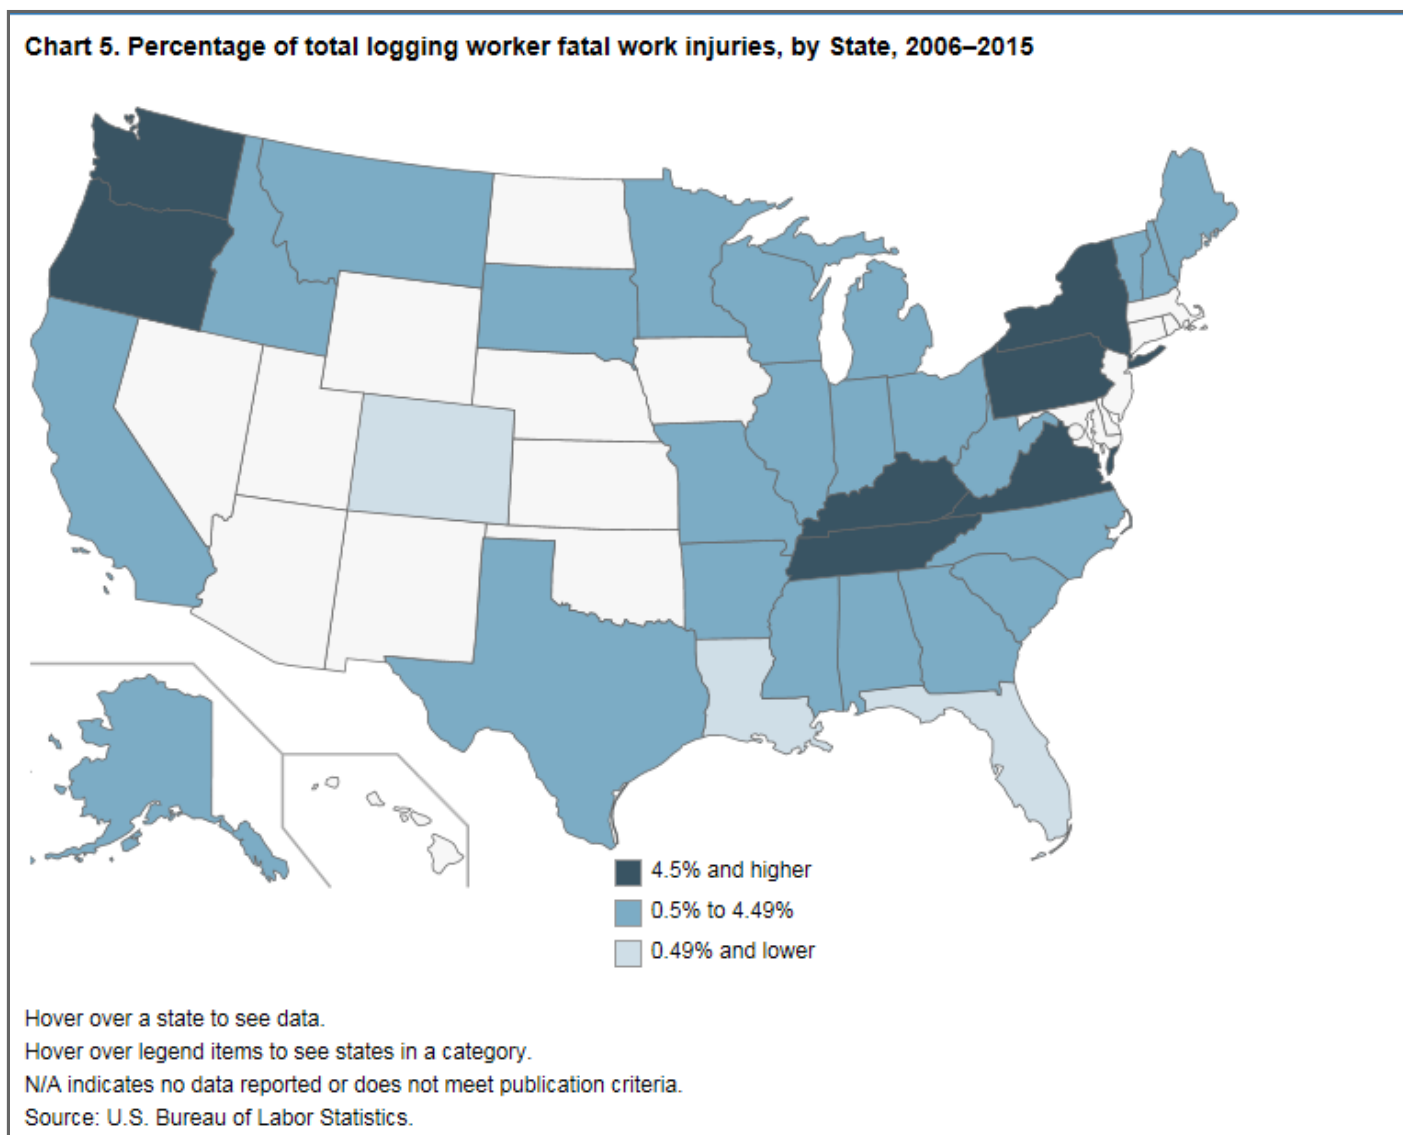 Chart 5. Percentage of total logging worker fatal work injuries, by State, 2006–2015
4.5% and higher
0.5% to 4.49%
0.49% and lower
Hover over a state to see data.
Hover over legend items to see states in a category.
N/A indicates no data reported or does not meet publication criteria.
Source: U.S. Bureau of Labor Statistics.